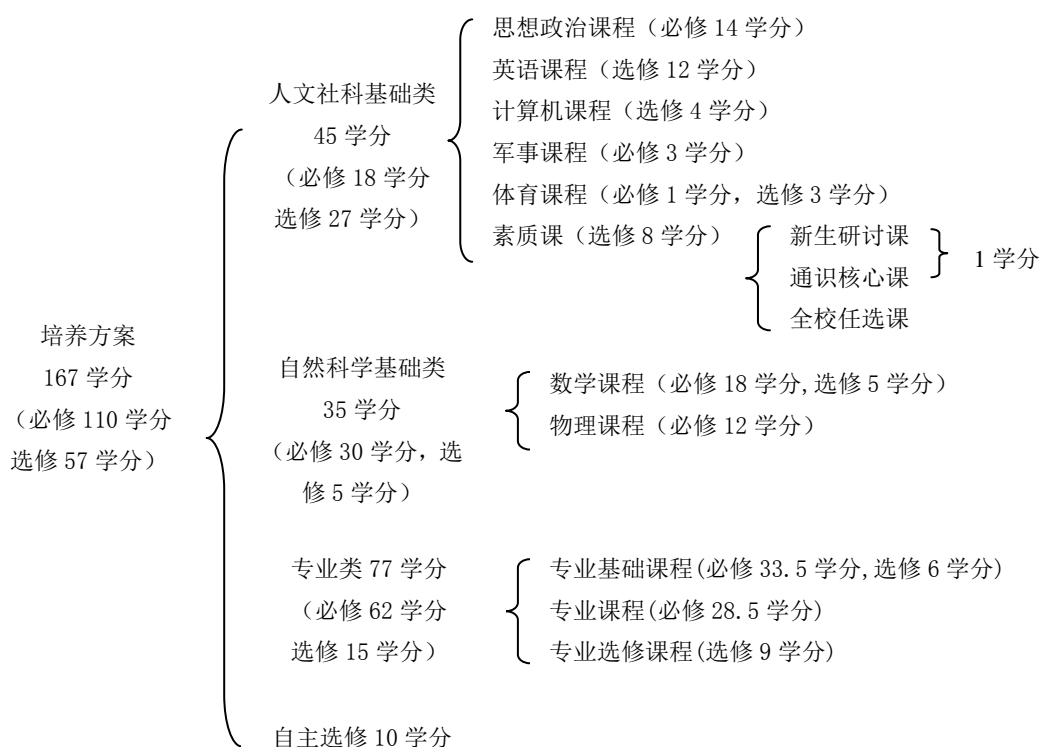 培养方案
167 学分
（必修 110 学分
选修 57 学分）
人文社科基础类
45 学分
（必修 18 学分
选修 27 学分）
思想政治课程（必修 14 学分）
英语课程（选修 12 学分）
计算机课程（选修 4 学分）
军事课程（必修 3 学分）
体育课程（必修 1 学分，选修 3 学分）
素质课（选修 8 学分）
新生研讨课
通识核心课
1 学分
全校任选课
自然科学基础类
35 学分
（必修 30 学分，选
修 5 学分）
数学课程（必修 18 学分,选修 5 学分）
物理课程（必修 12 学分）
专业类 77 学分
（必修 62 学分
选修 15 学分）
专业基础课程(必修 33.5 学分,选修 6 学分)
专业课程(必修 28.5 学分)
专业选修课程(选修 9 学分)
自主选修 10 学分